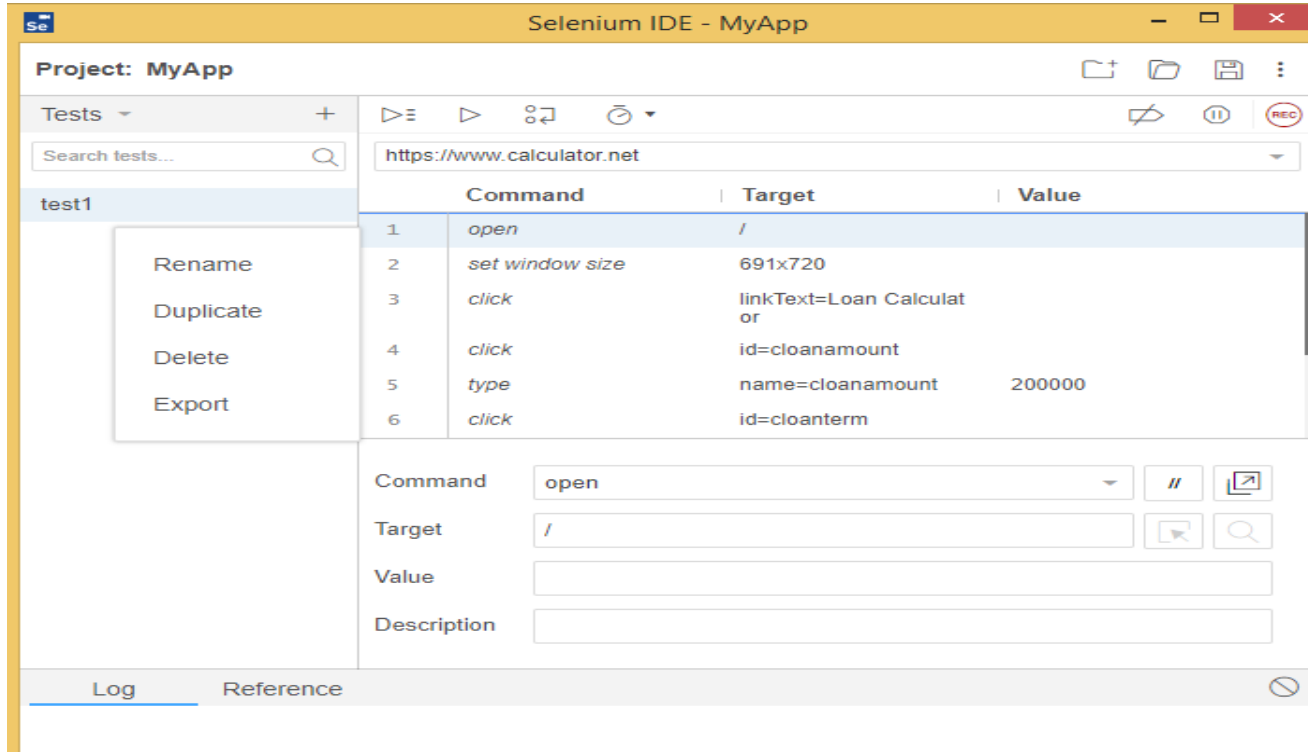 Se
Selenium IDE - MyApp
Project: MyApp
Tests
Search tests...
REC
https://www.calculator.net
test1
Command Target Value
1 open /
2 set window size 691x720
3 click linkText=Loan Calculat
or
4 click id=cloanamount
5 type name=cloanamount 200000
6 click id=cloanterm
Rename
Duplicate
Delete
Export
Command open //
Target /
Value
Description
Log Reference